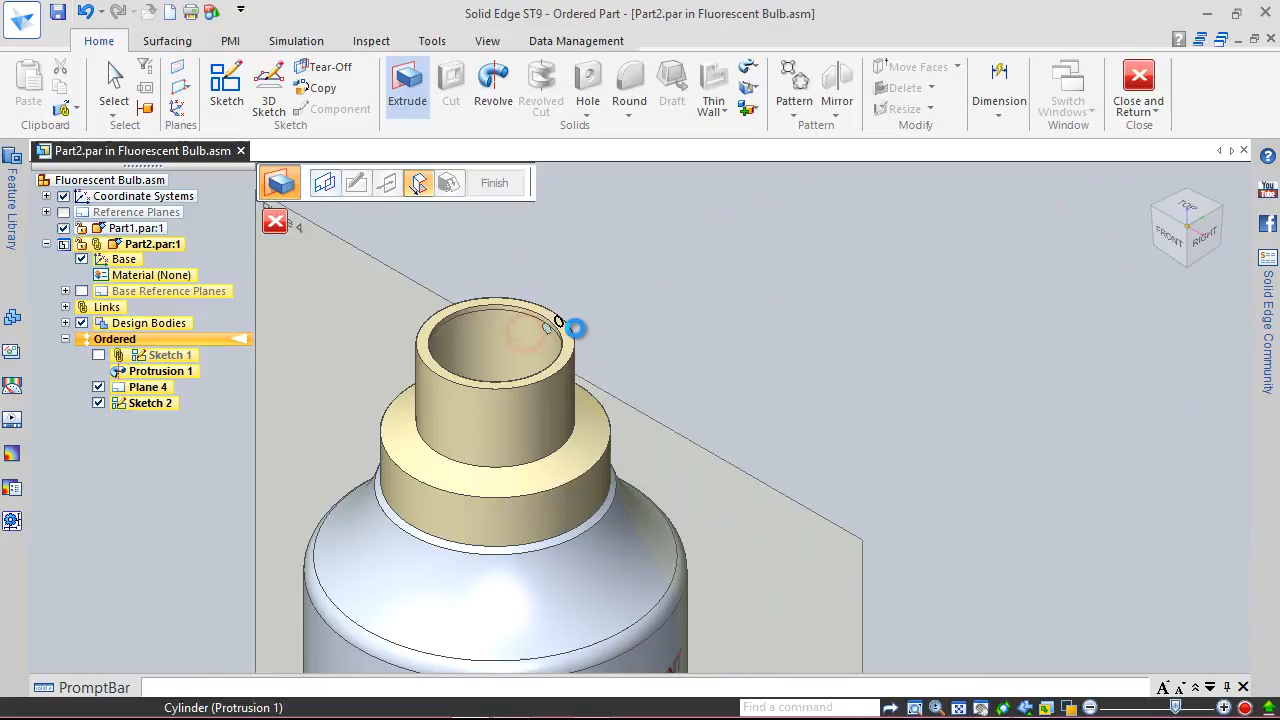 Solid Edge ST9 - Ordered Part - [Part2.par in Fluorescent Bulb.asm]
Home
Surfacing
PMI
Simulation
Inspect
Tools
View
Data Management
Paste
Clipboard
Select
Select
Planes
Sketch
3D Sketch
Tear-Off
Copy
Component
Sketch
Extrude
Cut
Revolve
Revolved Cut
Hole
Round
Draft
Thin Wall
Solids
Pattern
Mirror
Pattern
Move Faces
Delete
Resize
Modify
Dimension
Switch Windows
Window
Close and Return
Close
Part2.par in Fluorescent Bulb.asm
Feature Library
Fluorescent Bulb.asm
Coordinate Systems
Reference Planes
Part1.par:1
Part2.par:1
Base
Material (None)
Base Reference Planes
Links
Design Bodies
Ordered
Sketch 1
Protrusion 1
Plane 4
Sketch 2
Finish
TOP
FRONT
RIGHT
You Tube
Solid Edge Community
PromptBar
Cylinder (Protrusion 1)
Find a command